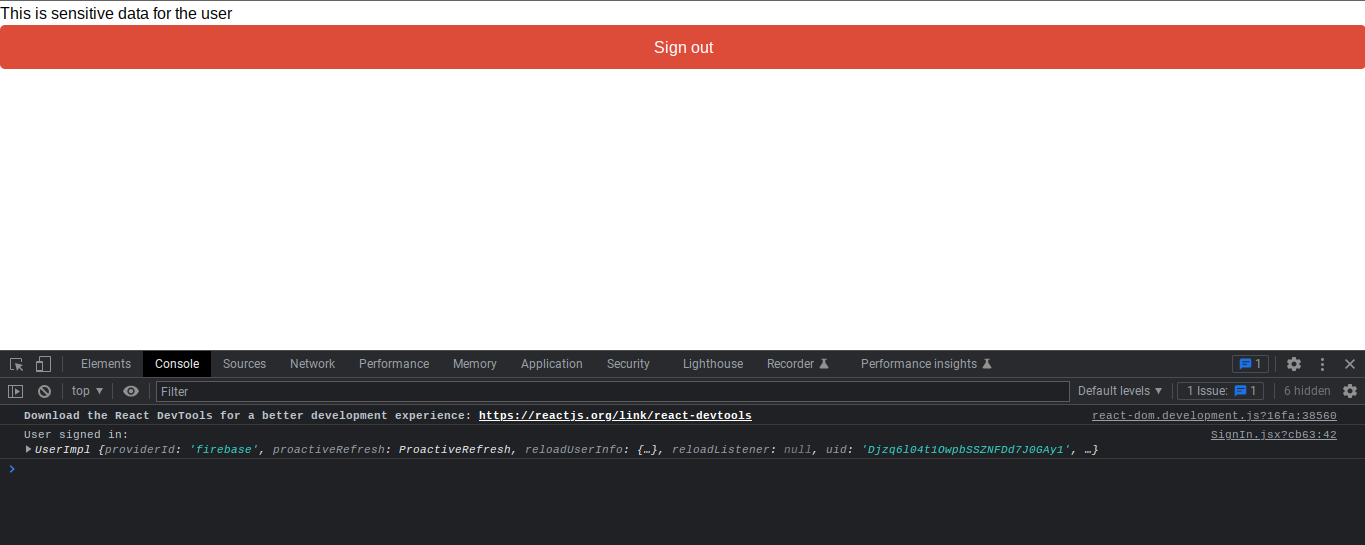 This is sensitive data for the user
Sign out
Elements Console Sources Network Performance Memory Application Security Lighthouse Recorder Performance insights 1
top Filter Default levels 1 Issue: 1 6 hidden
Download the React DevTools for a better development experience: https://reactjs.org/link/react-devtools react-dom.development.js?16fa:38560
User signed in: SignIn.jsx?cb63:42
UserImpl {providerId: 'firebase', proactiveRefresh: ProactiveRefresh, reloadUserInfo: {…}, reloadListener: null, uid: 'Djzq6l04t1OwpbSSZNFDd7J0GAy1', …}